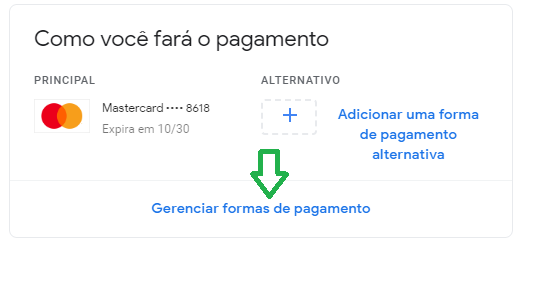 Como você fará o pagamento
PRINCIPAL
ALTERNATIVO
Mastercard •••• 8618
Expira em 10/30
+
Adicionar uma forma
de pagamento
alternativa
Gerenciar formas de pagamento